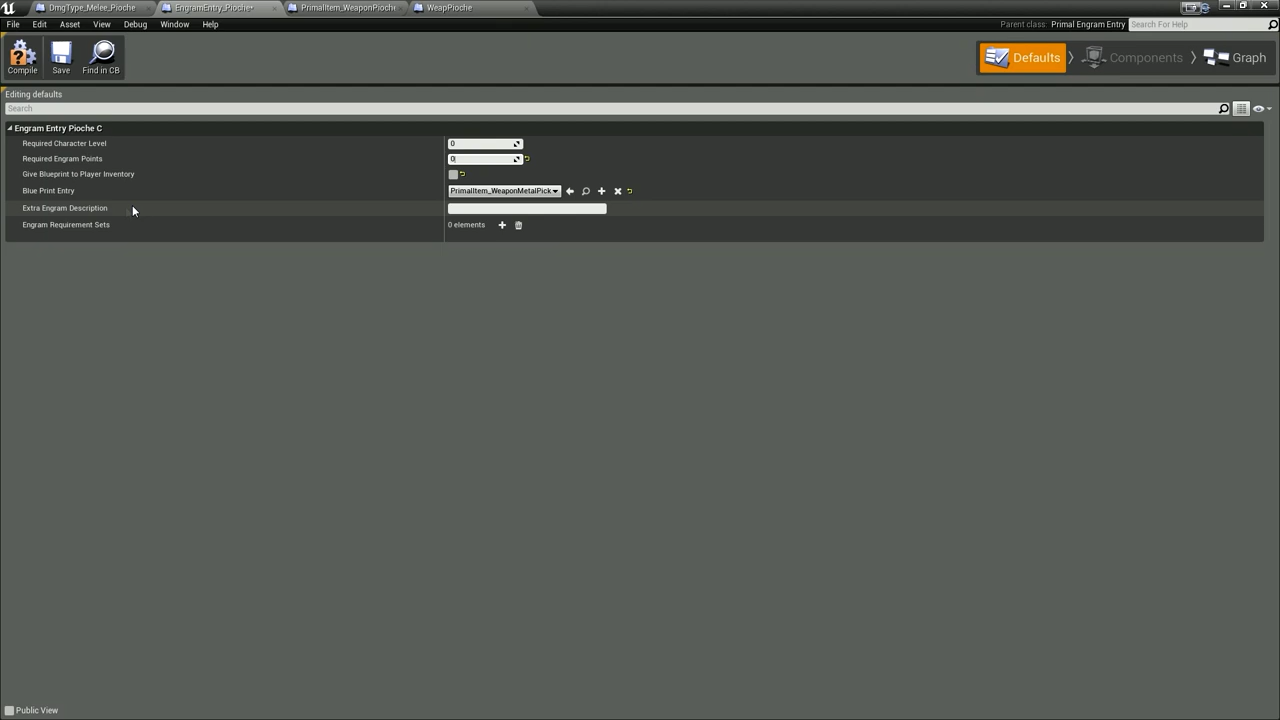 DmgType_Melee_Pioche EngramEntry_Pioche* PrimalItem_WeaponPioche WeapPioche
File Edit Asset View Debug Window Help Parent class: Primal Engram Entry Search For Help
Compile Save Find in CB Defaults Components Graph
Editing defaults
Search
Engram Entry Pioche C
Required Character Level 0
Required Engram Points 0
Give Blueprint to Player Inventory
Blue Print Entry PrimalItem_WeaponMetalPick
Extra Engram Description
Engram Requirement Sets 0 elements
Public View